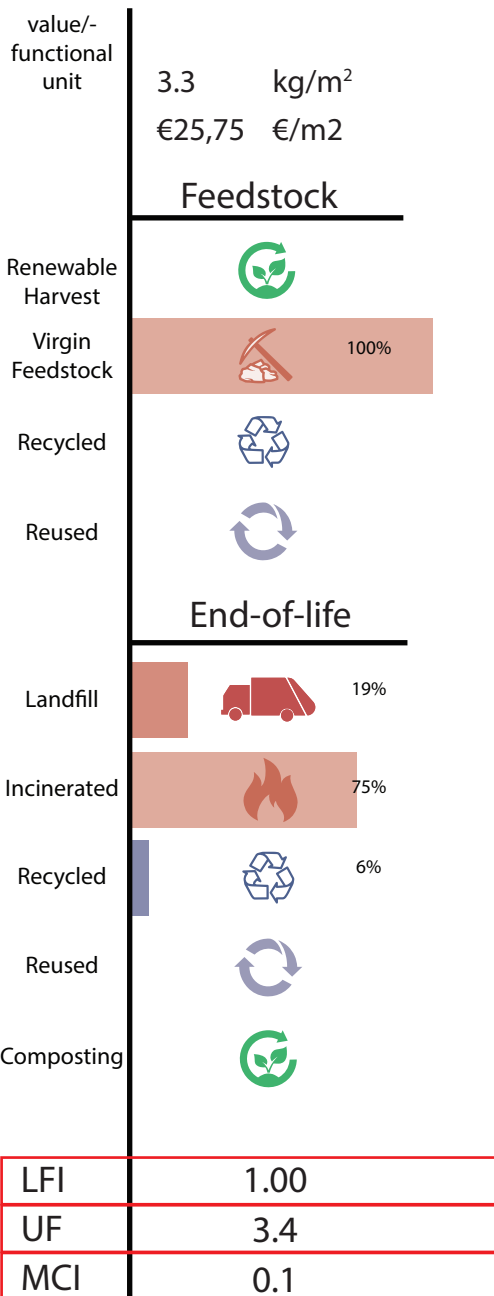 value/-
functional
unit
3.3 kg/m²
€25,75 €/m2
Feedstock
Renewable
Harvest
Virgin
Feedstock
100%
Recycled
Reused
End-of-life
Landfill
19%
Incinerated
75%
Recycled
6%
Reused
Composting
LFI 1.00
UF 3.4
MCI 0.1